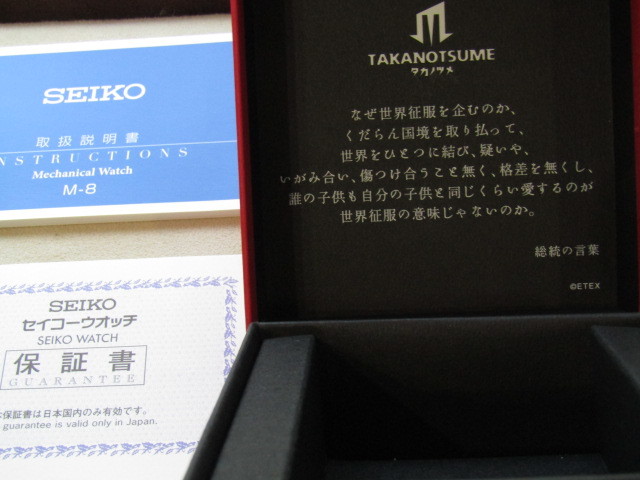 SEIKO
取扱説明書
NSTRUCTIONS
Mechanical Watch
M-8
SEIKO
セイコーウオッチ
SEIKO WATCH
保証書
GUARANTEE
保証書は日本国内のみ有効です。
guarantee is valid only in Japan.
TAKANOTSUME
タカノツメ
なぜ世界征服を企むのか、
くだらん国境を取り払って、
世界をひとつに結び、疑いや、
いがみ合い、傷つけ合うこと無く、格差を無くし、
誰の子供も自分の子供と同じくらい愛するのが
世界征服の意味じゃないのか。
総統の言葉
©ETEX